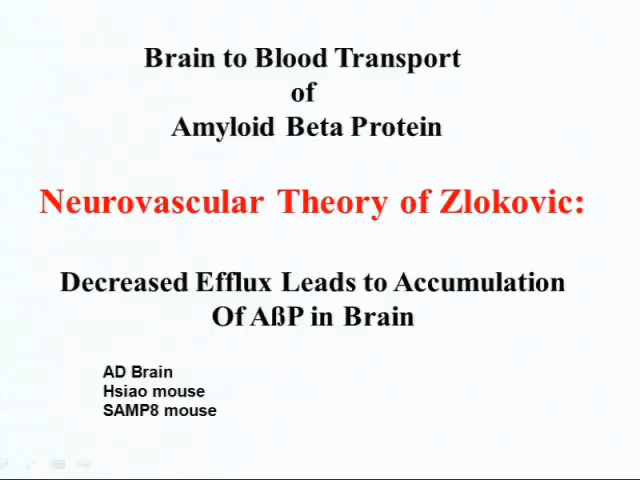 Brain to Blood Transport
of
Amyloid Beta Protein
Neurovascular Theory of Zlokovic:
Decreased Efflux Leads to Accumulation
Of AßP in Brain
AD Brain
Hsiao mouse
SAMP8 mouse